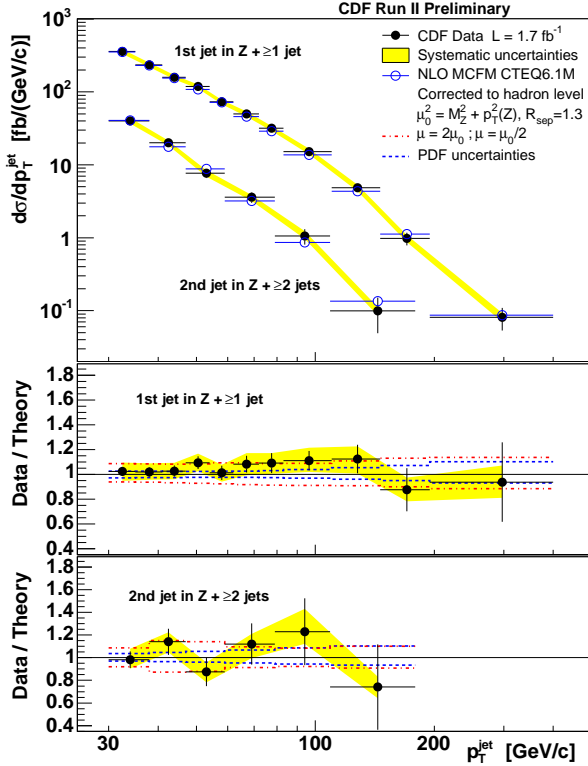 CDF Run II Preliminary
dσ/dp_T^jet [fb/(GeV/c)]
10³
10²
10
1
10⁻¹
1st jet in Z + ≥1 jet
2nd jet in Z + ≥2 jets
CDF Data L = 1.7 fb⁻¹
Systematic uncertainties
NLO MCFM CTEQ6.1M
Corrected to hadron level
μ₀² = M_Z² + p_T²(Z), R_sep=1.3
μ = 2μ₀ ; μ = μ₀/2
PDF uncertainties
Data / Theory
1.8
1.6
1.4
1.2
1
0.8
0.6
0.4
1st jet in Z + ≥1 jet
Data / Theory
1.8
1.6
1.4
1.2
1
0.8
0.6
0.4
2nd jet in Z + ≥2 jets
30
100
200
p_T^jet [GeV/c]